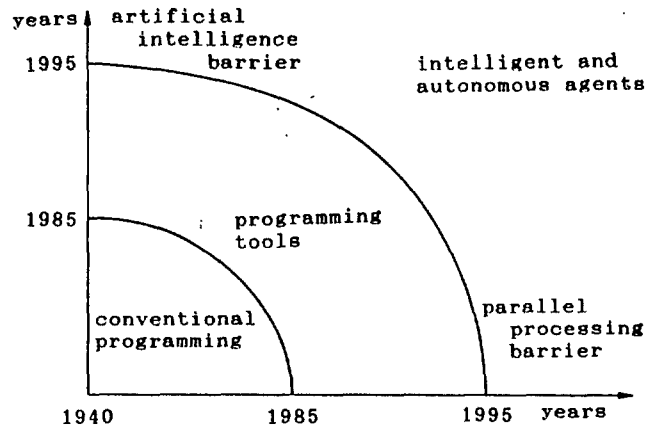 years
artificial
intelligence
barrier
1995
intelligent and
autonomous agents
1985
programming
tools
conventional
programming
parallel
processing
barrier
1940
1985
1995
years